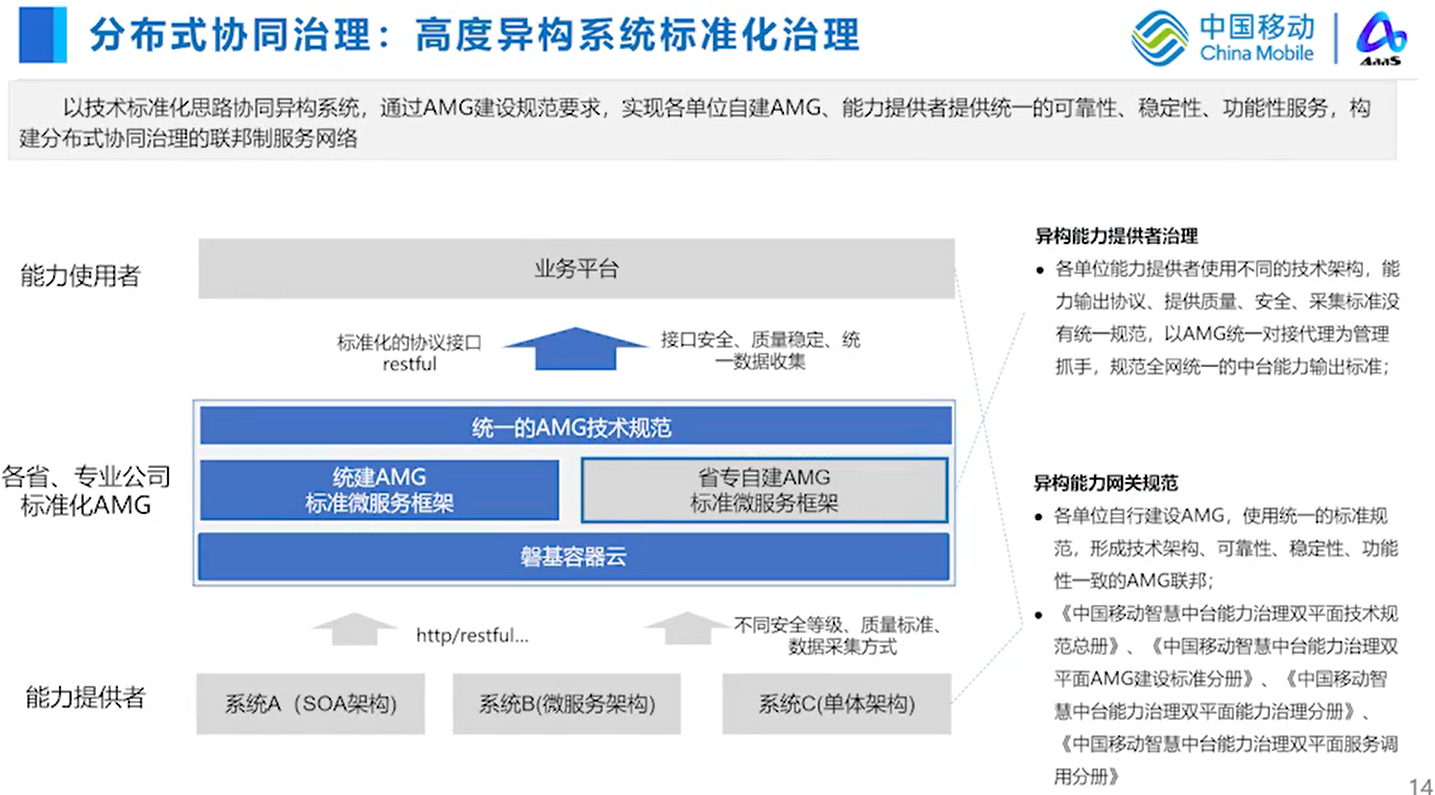 分布式协同治理：高度异构系统标准化治理
中国移动
China Mobile
AaaS
以技术标准化思路协同异构系统，通过AMG建设规范要求，实现各单位自建AMG、能力提供者提供统一的可靠性、稳定性、功能性服务，构
建分布式协同治理的联邦制服务网络
能力使用者
业务平台
标准化的协议接口
restful
接口安全、质量稳定、统
一数据收集
各省、专业公司
标准化AMG
统一的AMG技术规范
统建AMG
标准微服务框架
省专自建AMG
标准微服务框架
磐基容器云
http/restful...
不同安全等级、质量标准、
数据采集方式
能力提供者
系统A（SOA架构)
系统B(微服务架构)
系统C(单体架构)
异构能力提供者治理
• 各单位能力提供者使用不同的技术架构，能
力输出协议、提供质量、安全、采集标准没
有统一规范，以AMG统一对接代理为管理
抓手，规范全网统一的中台能力输出标准；
异构能力网关规范
• 各单位自行建设AMG，使用统一的标准规
范，形成技术架构、可靠性、稳定性、功能
性一致的AMG联邦；
• 《中国移动智慧中台能力治理双平面技术规
范总册》、《中国移动智慧中台能力治理双
平面AMG建设标准分册》、《中国移动智
慧中台能力治理双平面能力治理分册》、
《中国移动智慧中台能力治理双平面服务调
用分册》
14